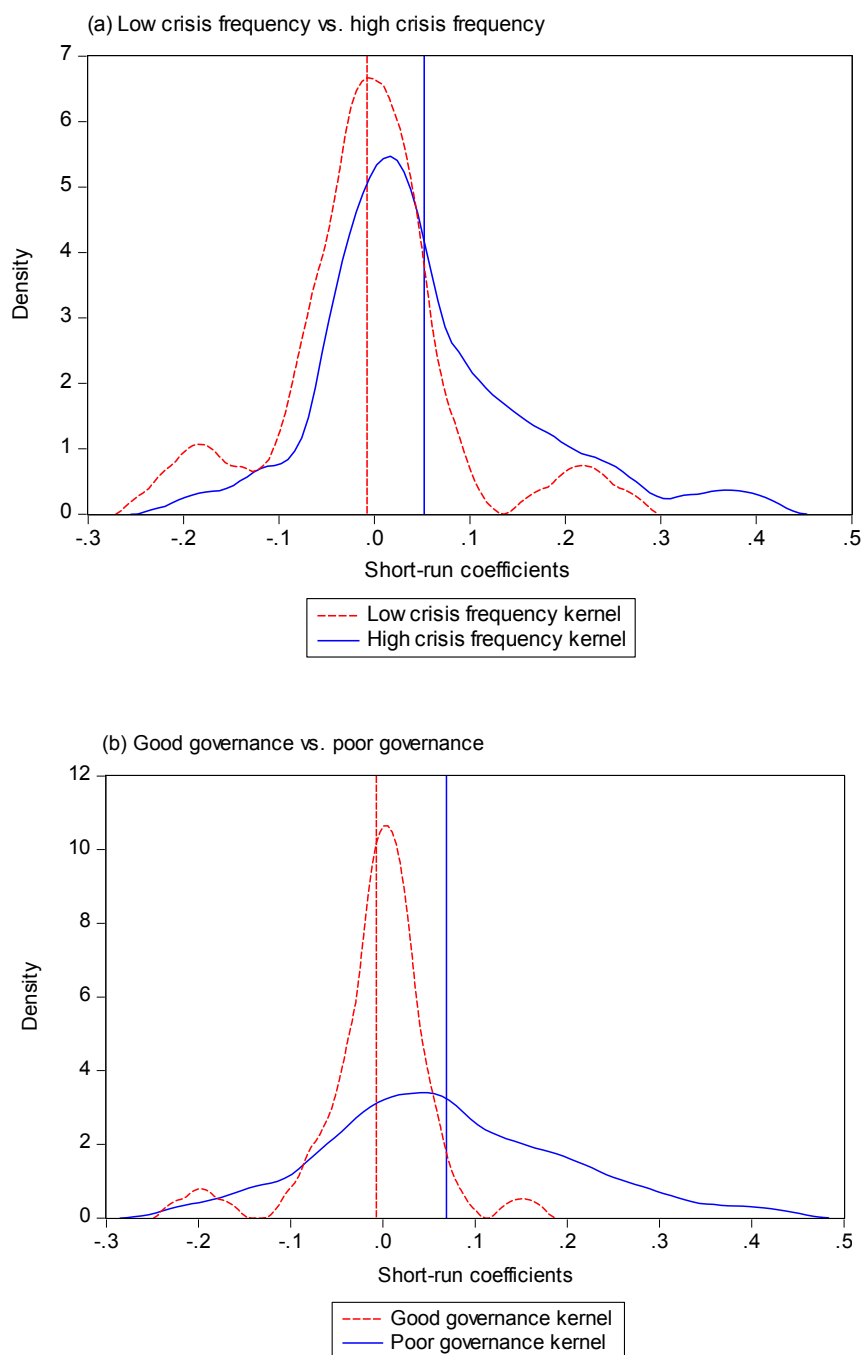 (a) Low crisis frequency vs. high crisis frequency
7
6
5
4
3
2
1
0
Density
-.3 -.2 -.1 .0 .1 .2 .3 .4 .5
Short-run coefficients
Low crisis frequency kernel
High crisis frequency kernel
(b) Good governance vs. poor governance
12
10
8
6
4
2
0
Density
-.3 -.2 -.1 .0 .1 .2 .3 .4 .5
Short-run coefficients
Good governance kernel
Poor governance kernel